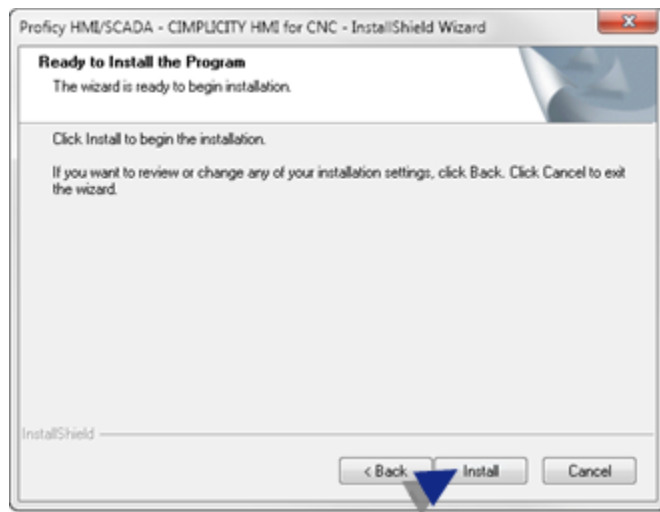 Proficy HMI/SCADA - CIMPLICITY HMI for CNC - InstallShield Wizard
Ready to Install the Program
The wizard is ready to begin installation.
Click Install to begin the installation.
If you want to review or change any of your installation settings, click Back. Click Cancel to exit
the wizard.
InstallShield
< Back Install Cancel